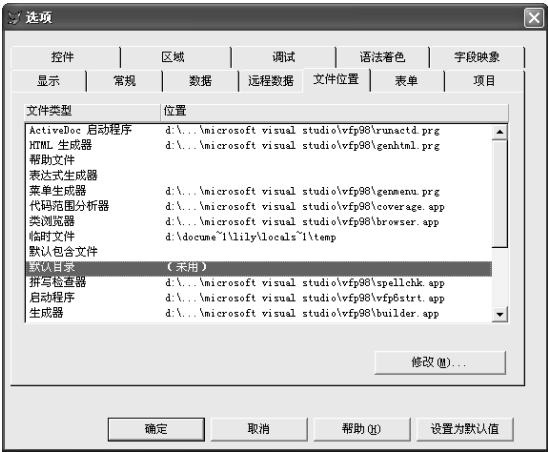 选项
控件 区域 调试 语法着色 字段映象
显示 常规 数据 远程数据 文件位置 表单 项目
文件类型 位置
ActiveDoc 启动程序 d:\...\microsoft visual studio\vfp98\runactd.prg
HTML 生成器 d:\...\microsoft visual studio\vfp98\genhtml.prg
帮助文件
表达式生成器
菜单生成器 d:\...\microsoft visual studio\vfp98\genmenu.prg
代码范围分析器 d:\...\microsoft visual studio\vfp98\coverage.app
类浏览器 d:\...\microsoft visual studio\vfp98\browser.app
临时文件 d:\docume~1\lily\locals~1\temp
默认包含文件
默认目录 (未用)
拼写检查器 d:\...\microsoft visual studio\vfp98\spellchk.app
启动程序 d:\...\microsoft visual studio\vfp98\vfp6strt.app
生成器 d:\...\microsoft visual studio\vfp98\builder.app
修改(M)...
确定 取消 帮助(H) 设置为默认值